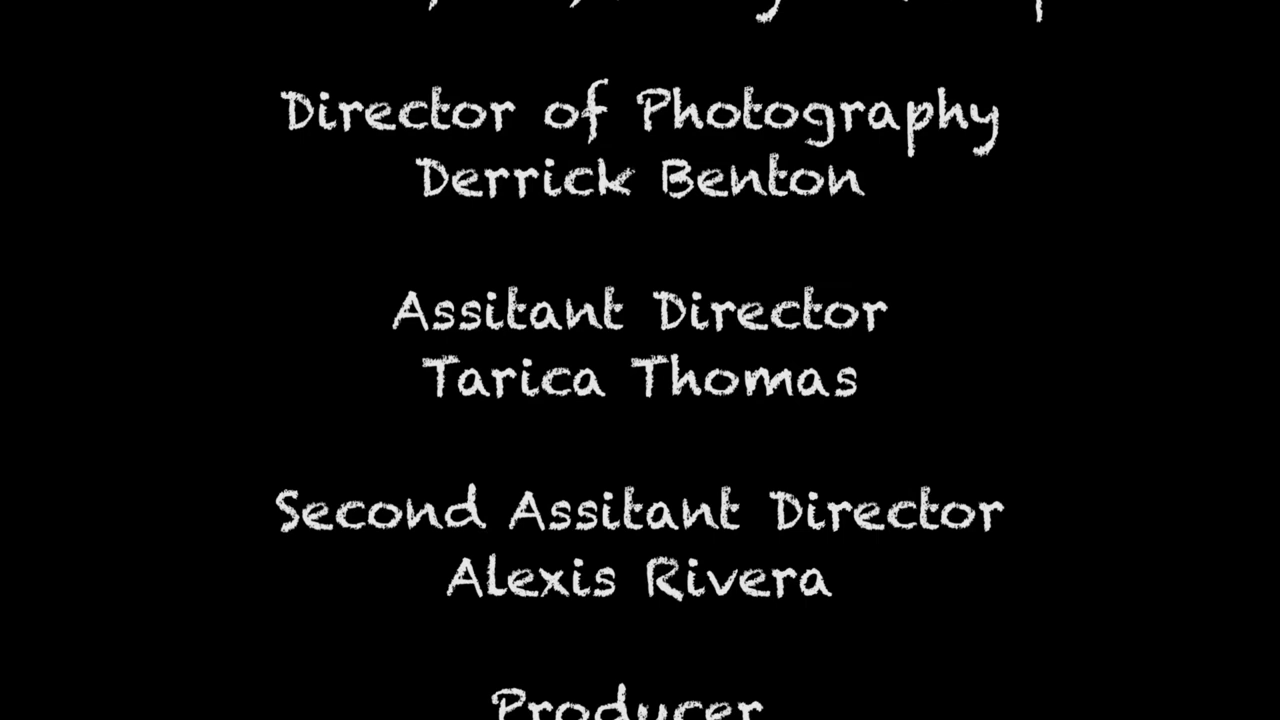 Director of Photography
Derrick Benton
Assitant Director
Tarica Thomas
Second Assitant Director
Alexis Rivera
Producer